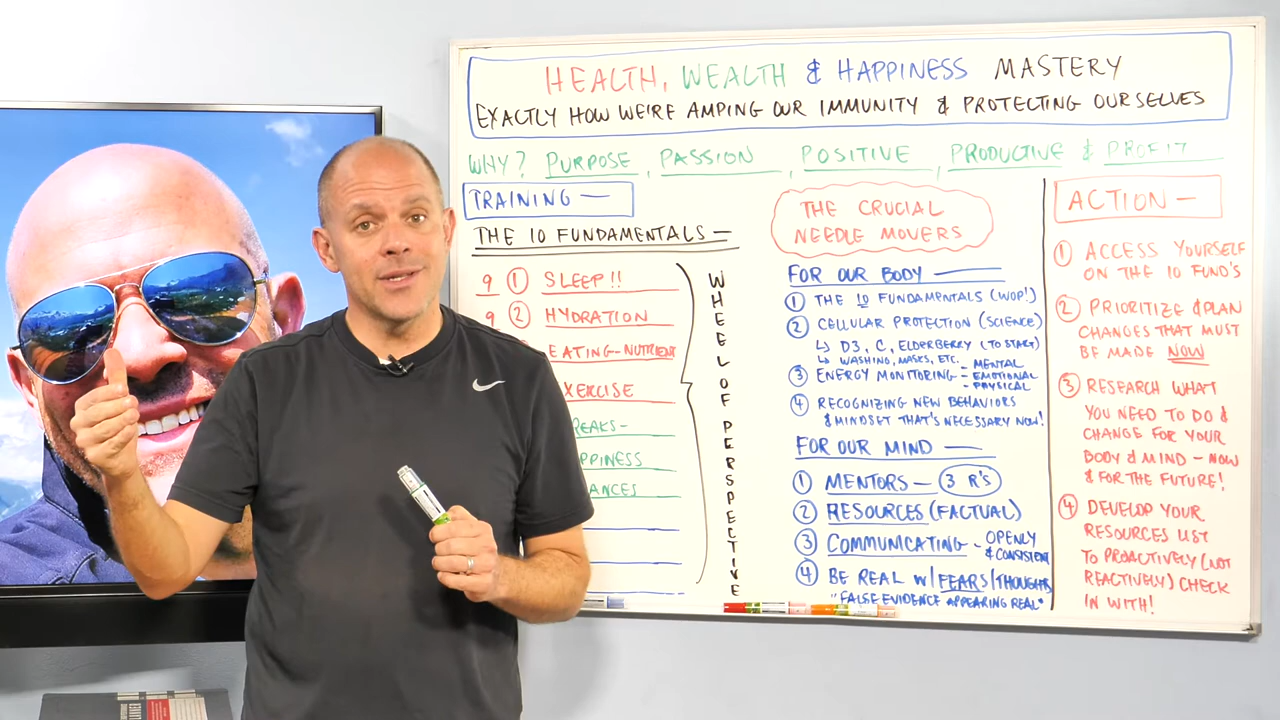 HEALTH, WEALTH & HAPPINESS MASTERY
EXACTLY HOW WE'RE AMPING OUR IMMUNITY & PROTECTING OURSELVES
WHY? PURPOSE, PASSION, POSITIVE, PRODUCTIVE & PROFIT
TRAINING —
THE 10 FUNDAMENTALS —
9 ① SLEEP!!
9 ② HYDRATION
EATING-NUTRIENT
XERCISE
REAKS-
PPINESS
ANCES
WHEEL OF PERSPECTIVE
THE CRUCIAL
NEEDLE MOVERS
FOR OUR BODY —
① THE 10 FUNDAMENTALS (WOP!)
② CELLULAR PROTECTION (SCIENCE)
↳ D3, C, ELDERBERRY (TO START)
↳ WASHING, MASKS, ETC.
③ ENERGY MONITORING - MENTAL
- EMOTIONAL
- PHYSICAL
④ RECOGNIZING NEW BEHAVIORS
& MINDSET THAT'S NECESSARY NOW!
FOR OUR MIND —
① MENTORS — 3 R'S
② RESOURCES (FACTUAL)
③ COMMUNICATING - OPENLY
& CONSISTENT
④ BE REAL W/FEARS/THOUGHTS
"FALSE EVIDENCE APPEARING REAL"
ACTION —
① ACCESS YOURSELF
ON THE 10 FUND'S
② PRIORITIZE & PLAN
CHANGES THAT MUST
BE MADE NOW
③ RESEARCH WHAT
YOU NEED TO DO &
CHANGE FOR YOUR
BODY & MIND - NOW
& FOR THE FUTURE!
④ DEVELOP YOUR
RESOURCES LIST
TO PROACTIVELY (NOT
REACTIVELY) CHECK
IN WITH!